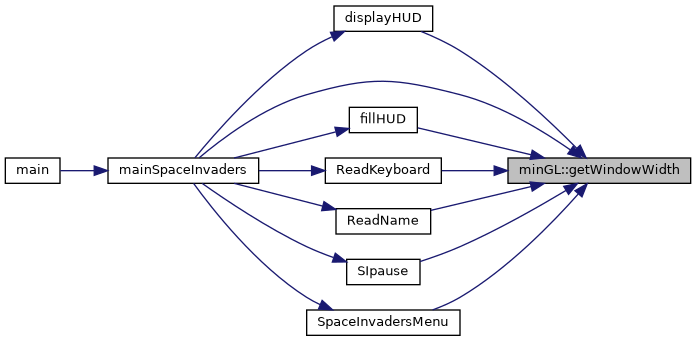 displayHUD
fillHUD
main
mainSpaceInvaders
ReadKeyboard
minGL::getWindowWidth
ReadName
SIpause
SpaceInvadersMenu